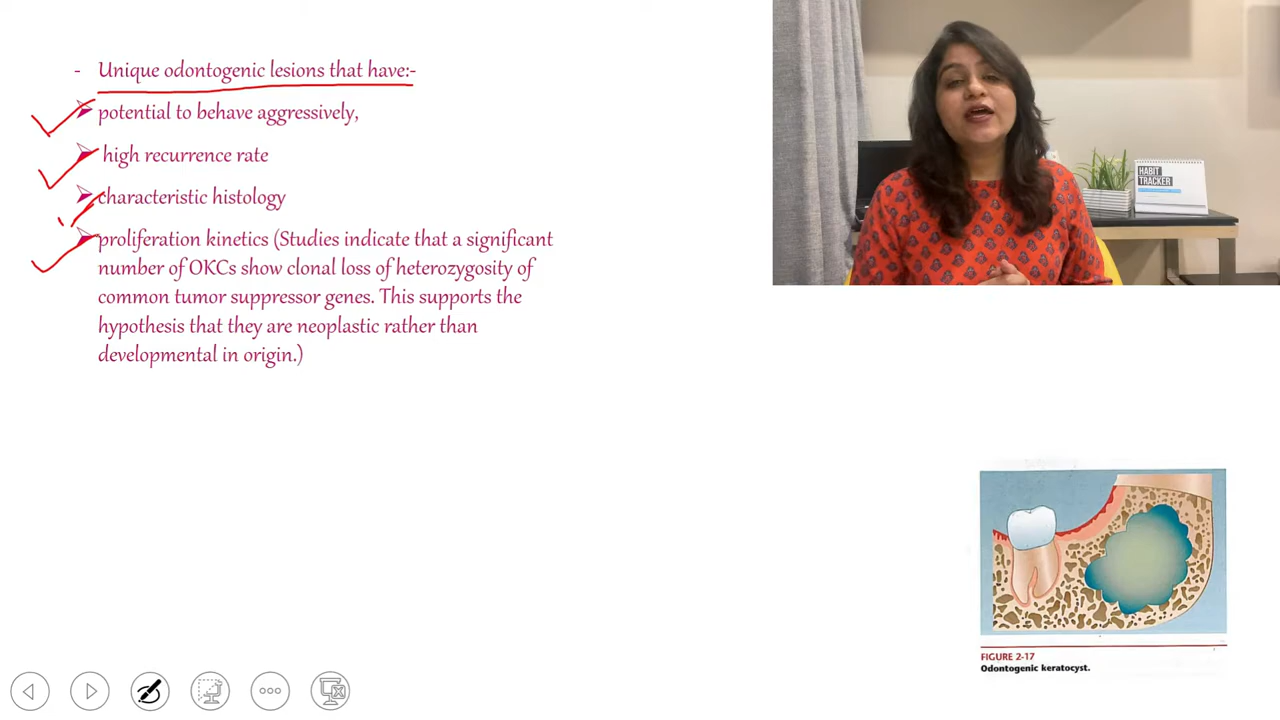 - Unique odontogenic lesions that have:-
potential to behave aggressively,
high recurrence rate
characteristic histology
proliferation kinetics (Studies indicate that a significant
number of OKCs show clonal loss of heterozygosity of
common tumor suppressor genes. This supports the
hypothesis that they are neoplastic rather than
developmental in origin.)
HABIT
TRACKER
FIGURE 2-17
Odontogenic keratocyst.